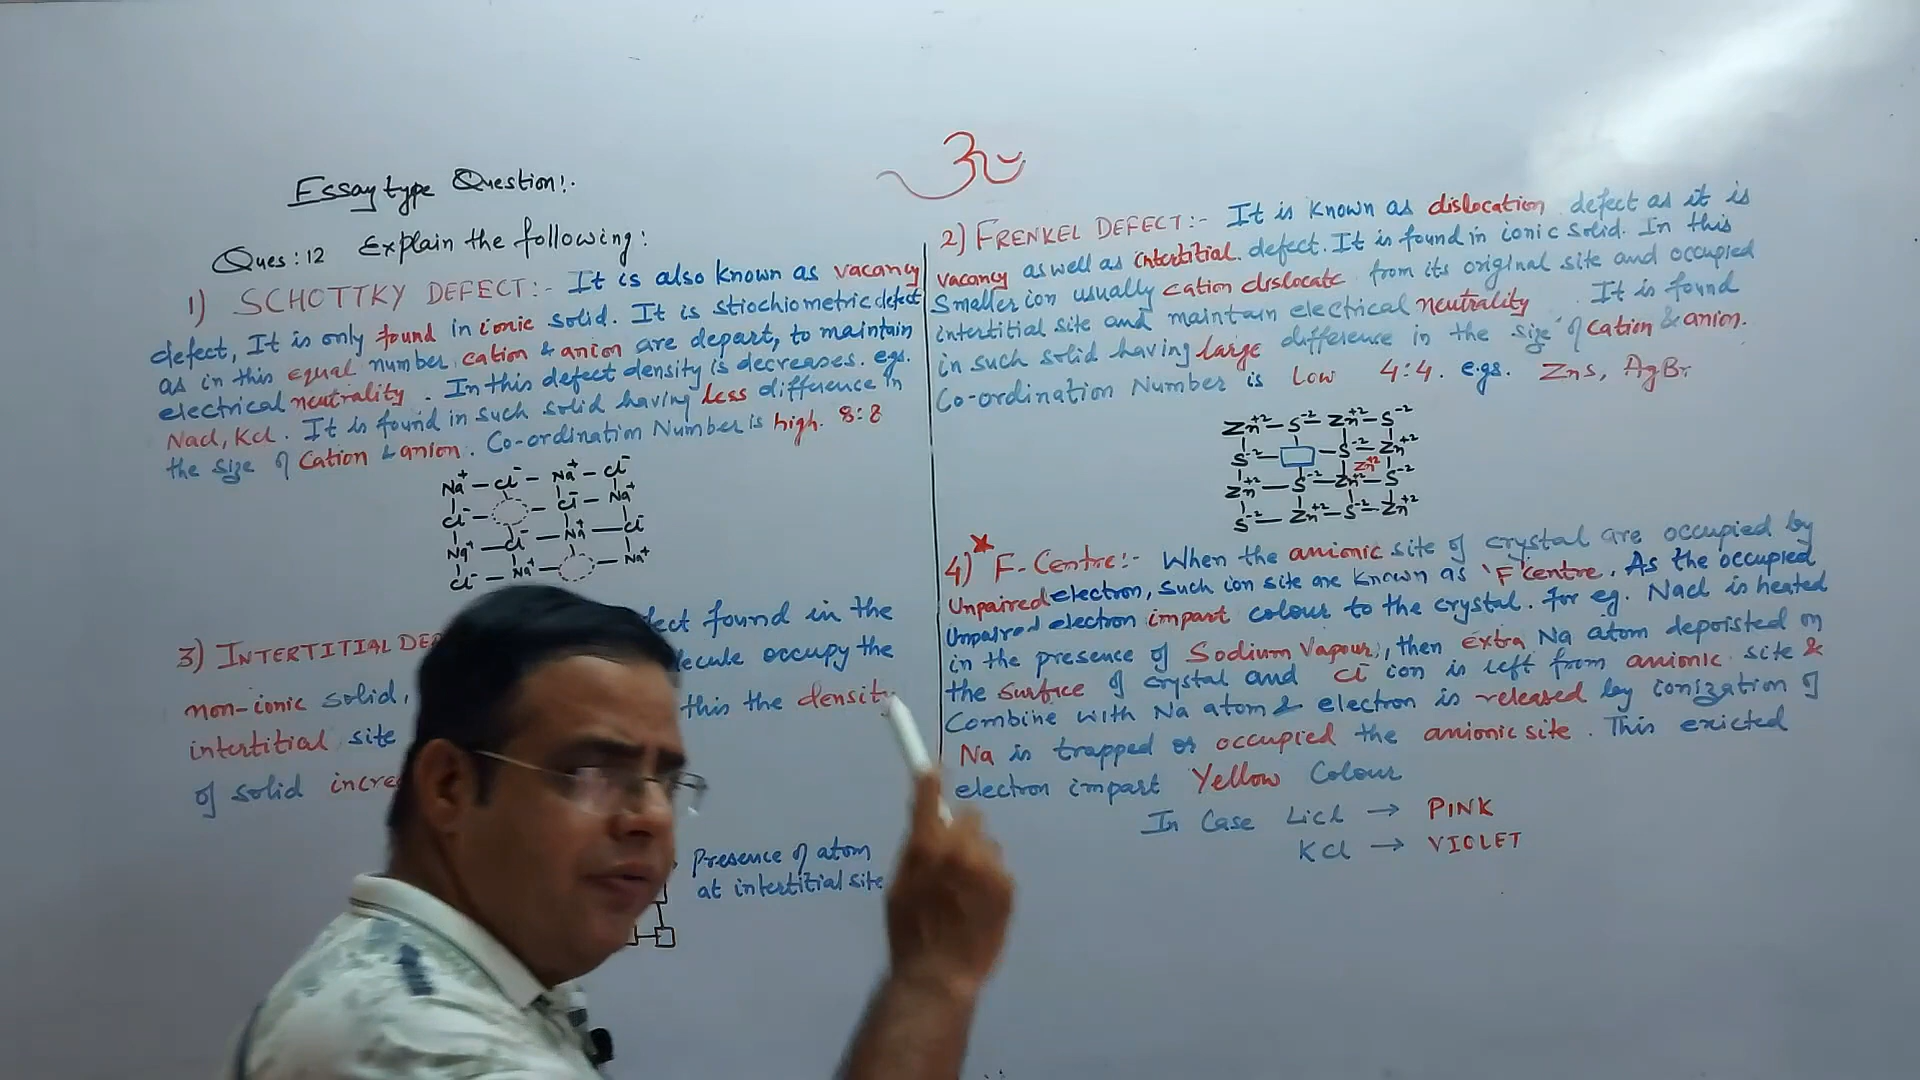 ॐ
Essay type Question:.
Ques: 12 Explain the following:
1) SCHOTTKY DEFECT:- It is also known as vacancy
defect, It is only found in ionic solid. It is stiochiometric defect
as in this equal number cation & anion are depart, to maintain
electrical neutrality. In this defect density is decreases. egs.
Nacl, Kcl. It is found in such solid having less difference in
the size of Cation & anion. Co-ordination Number is high. 8:8
Na+ — Cl- — Na+ — Cl-
Cl- — — Cl- — Na+
Na+ — Cl- — Na+ — Cl-
Cl- — Na+ — — Na+
3) INTERTITIAL DEF fect found in the
non-ionic solid, lecule occupy the
intertitial site this the density
of solid incre
Presence of atom
at intertitial site
2) FRENKEL DEFECT:- It is known as dislocation defect as it is
vacancy as well as intertitial defect. It is found in ionic solid. In this
Smaller ion usually cation dislocate from its original site and occupied
intertitial site and maintain electrical neutrality. It is found
in such solid having large difference in the size of cation & anion.
Co-ordination Number is Low 4:4. e.gs. ZnS, AgBr
Zn+2 — S-2 — Zn+2 — S-2
S-2 — — S-2 — Zn+2
Zn+2
Zn+2 — S-2 — Zn+2 — S-2
S-2 — Zn+2 — S-2 — Zn+2
4) F-Centre:- When the anionic site of crystal are occupied by
Unpaired electron, Such ion site are known as 'F' centre. As the occupied
Unpaired electron impart colour to the crystal. For eg. Nacl is heated
in the presence of Sodium Vapour, then extra Na atom depoisted on
the surface of crystal and Cl- ion is left from anionic site &
Combine with Na atom & electron is released by ionization of
Na is trapped or occupied the anionic site. This exicted
electron impart Yellow Colour
In Case Licl → PINK
KCl → VIOLET